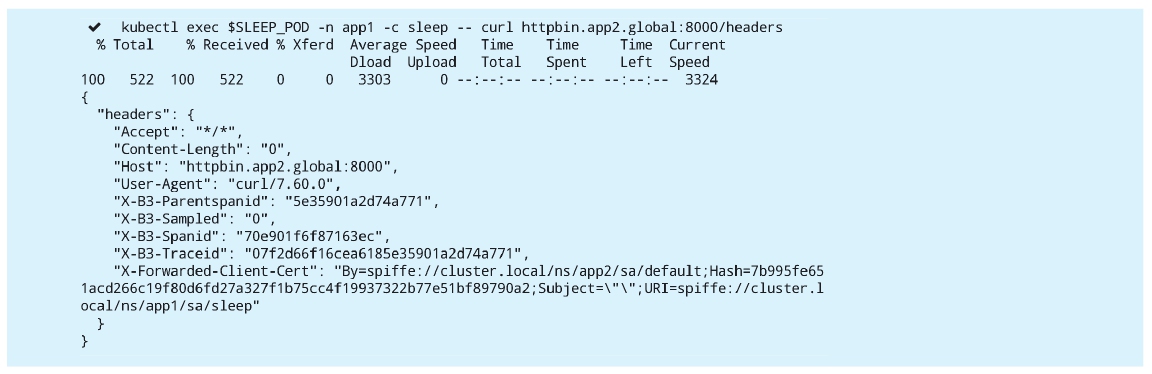 ✔ kubectl exec $SLEEP_POD -n app1 -c sleep -- curl httpbin.app2.global:8000/headers
  % Total    % Received % Xferd  Average Speed   Time    Time     Time  Current
                                 Dload  Upload   Total   Spent    Left  Speed
100   522  100   522    0     0   3303      0 --:--:-- --:--:-- --:--:--  3324
{
  "headers": {
    "Accept": "*/*",
    "Content-Length": "0",
    "Host": "httpbin.app2.global:8000",
    "User-Agent": "curl/7.60.0",
    "X-B3-Parentspanid": "5e35901a2d74a771",
    "X-B3-Sampled": "0",
    "X-B3-Spanid": "70e901f6f87163ec",
    "X-B3-Traceid": "07f2d66f16cea6185e35901a2d74a771",
    "X-Forwarded-Client-Cert": "By=spiffe://cluster.local/ns/app2/sa/default;Hash=7b995fe65
1acd266c19f80d6fd27a327f1b75cc4f19937322b77e51bf89790a2;Subject=\"\";URI=spiffe://cluster.l
ocal/ns/app1/sa/sleep"
  }
}